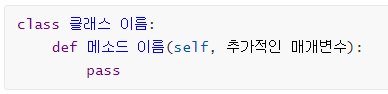 class 클래스 이름:
    def 메소드 이름(self, 추가적인 매개변수):
        pass